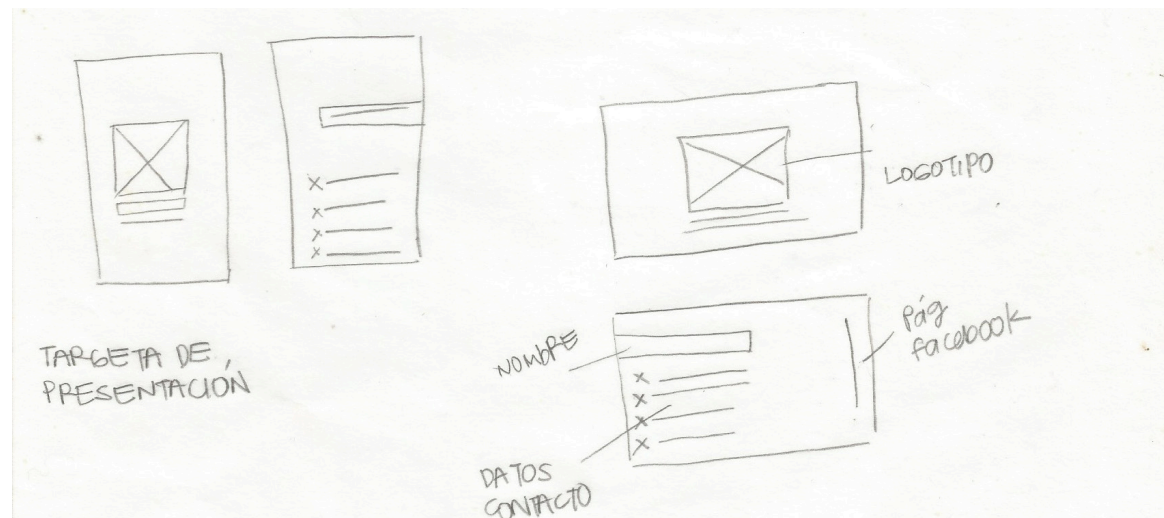 LOGOTIPO
TARGETA DE
PRESENTACIÓN
NOMBRE
Pág
facebook
DATOS
CONTACTO